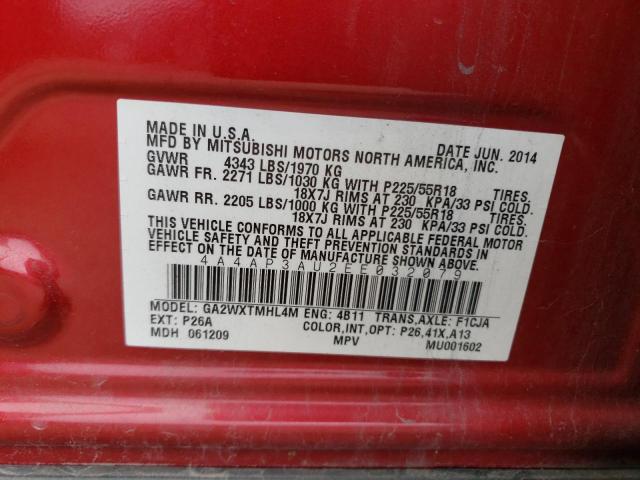 MADE IN U.S.A. DATE JUN. 2014
MFD BY MITSUBISHI MOTORS NORTH AMERICA, INC.
GVWR 4343 LBS/1970 KG
GAWR FR. 2271 LBS/1030 KG WITH P225/55R18 TIRES.
18X7J RIMS AT 230 KPA/33 PSI COLD.
GAWR RR. 2205 LBS/1000 KG WITH P225/55R18 TIRES
18X7J RIMS AT 230 KPA/33 PSI COLD.
THIS VEHICLE CONFORMS TO ALL APPLICABLE FEDERAL MOTOR
VEHICLE SAFETY AND THEFT PREVENTION STANDARDS IN
EFFECT ON THE DATE OF MANUFACTURE SHOWN ABOVE.
4A4AP3AU2EE032079
MODEL: GA2WXTMHL4M ENG: 4B11 TRANS,AXLE: F1CJA
EXT: P26A COLOR,INT,OPT: P26,41X,A13
MDH 061209 MPV MU001602